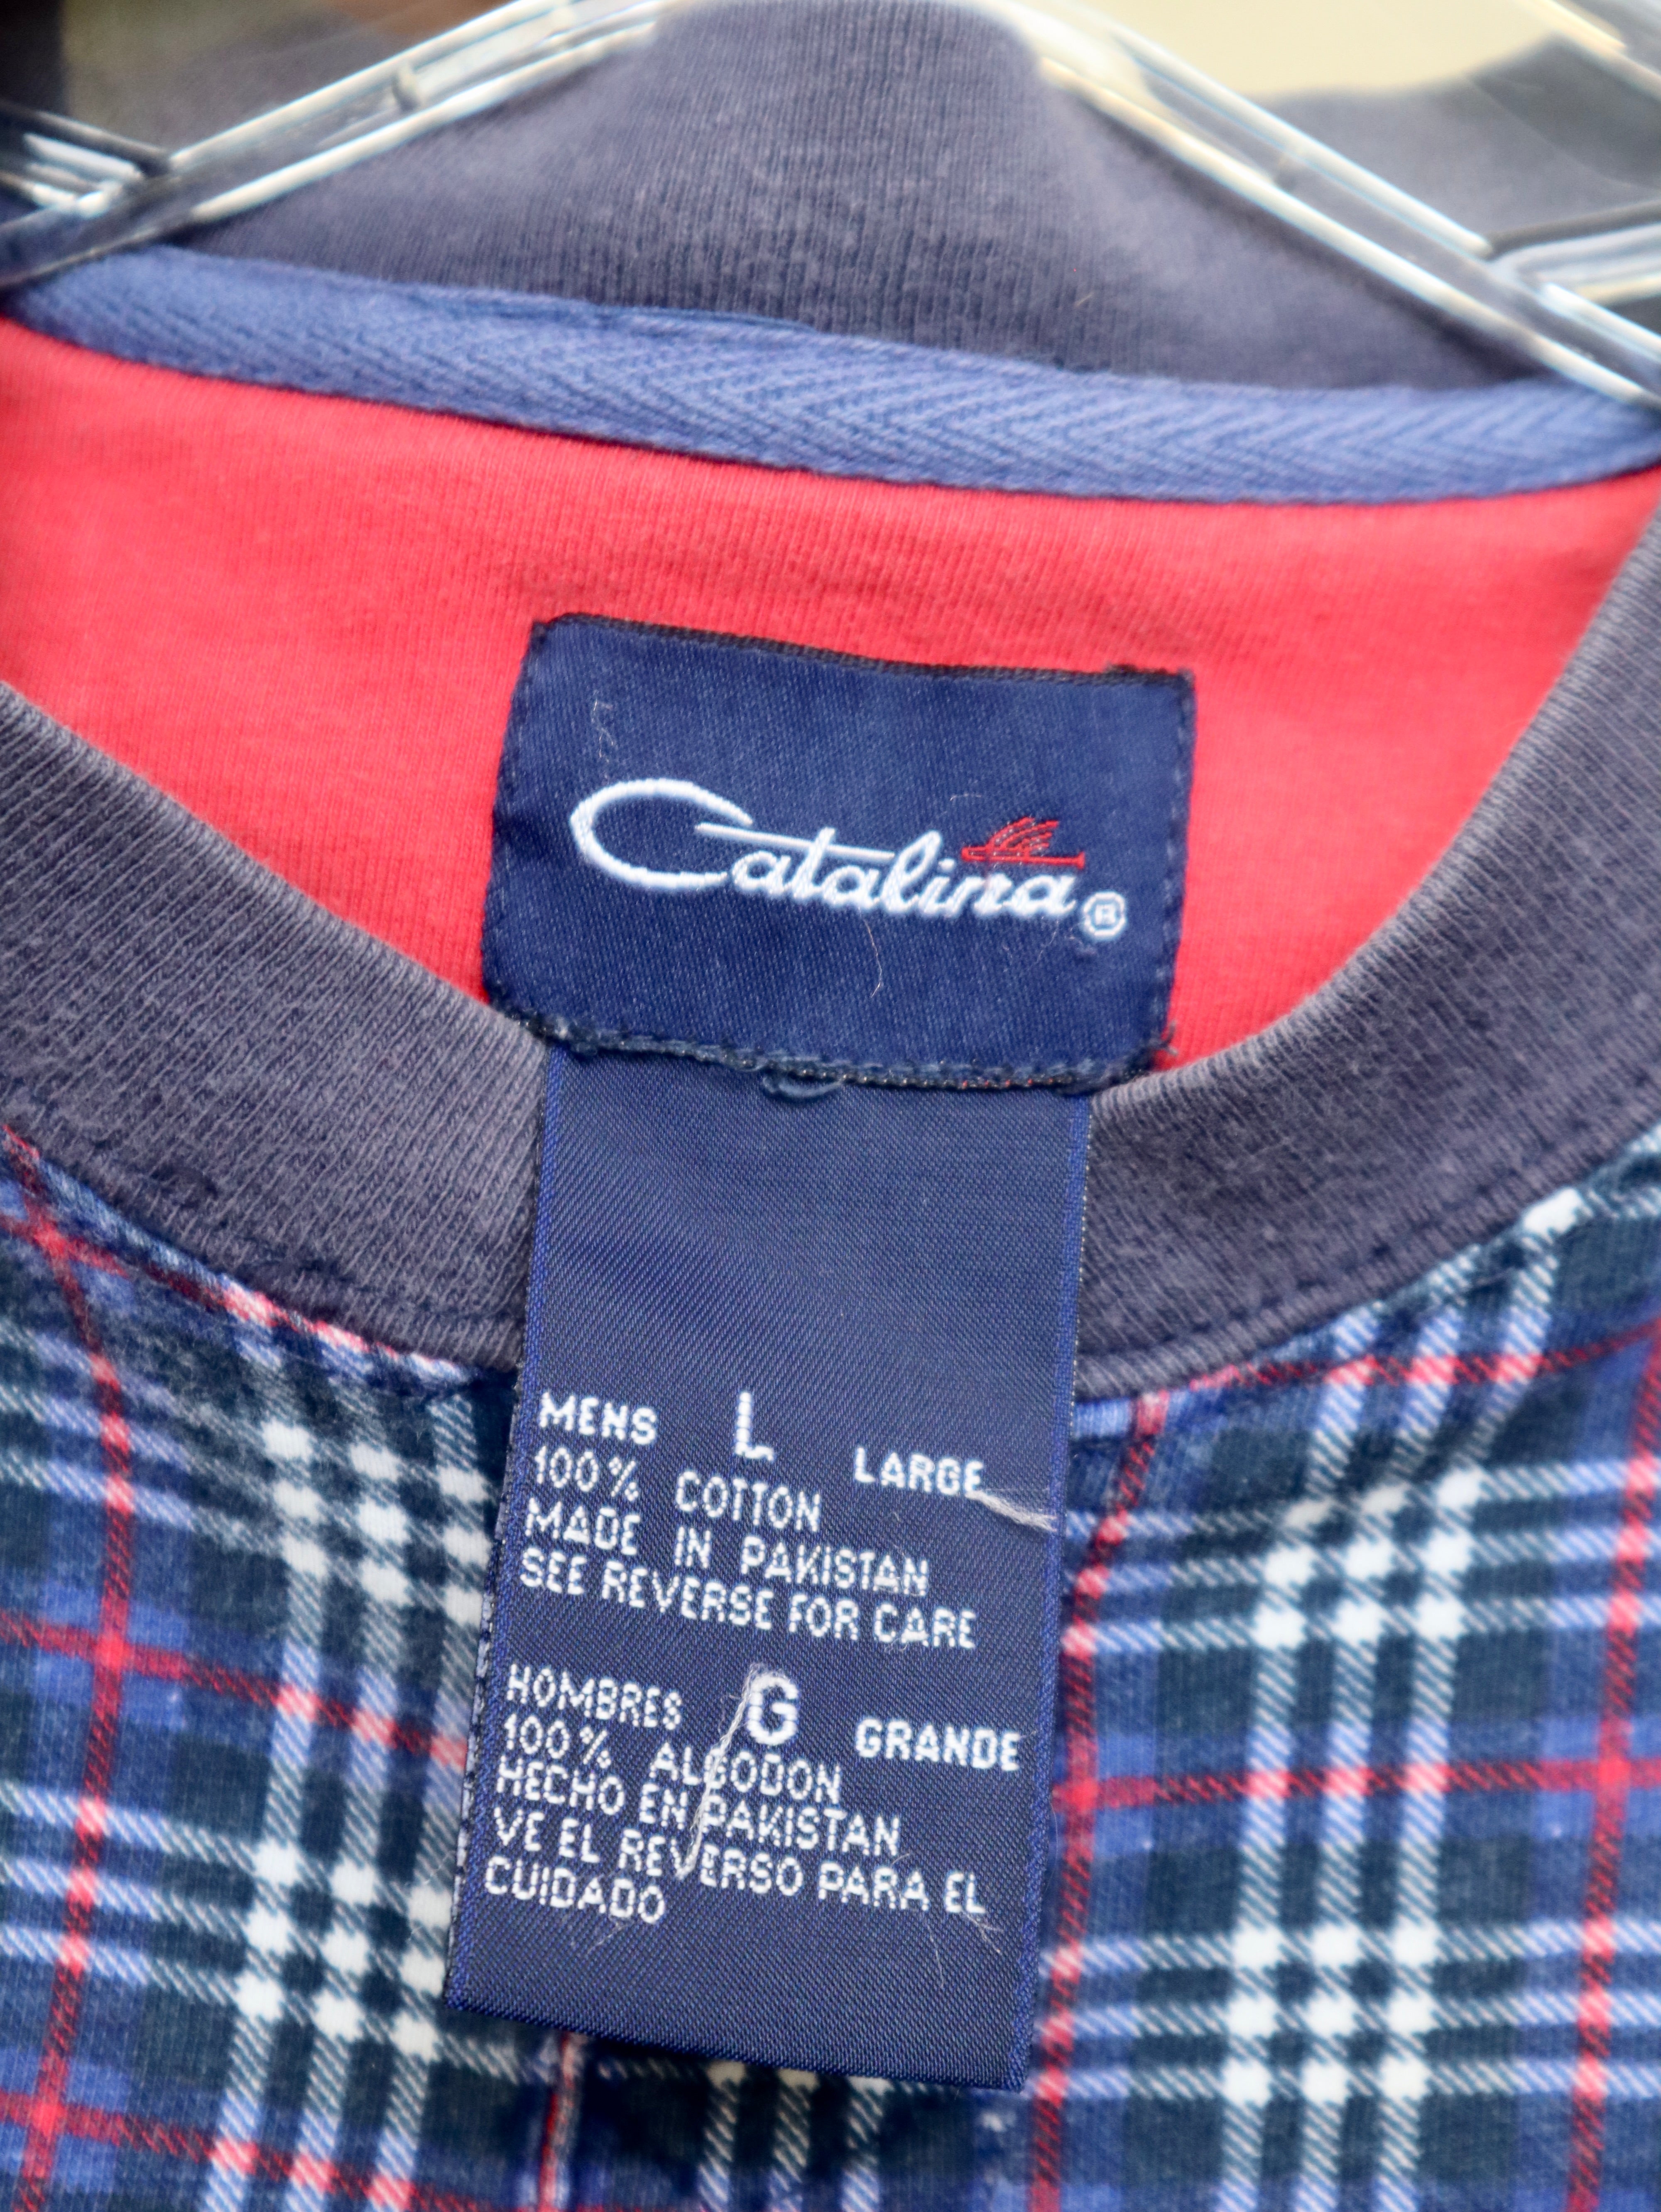 Catalina®
MENS L LARGE
100% COTTON
MADE IN PAKISTAN
SEE REVERSE FOR CARE
HOMBRES G GRANDE
100% ALGODON
HECHO EN PAKISTAN
VE EL REVERSO PARA EL
CUIDADO